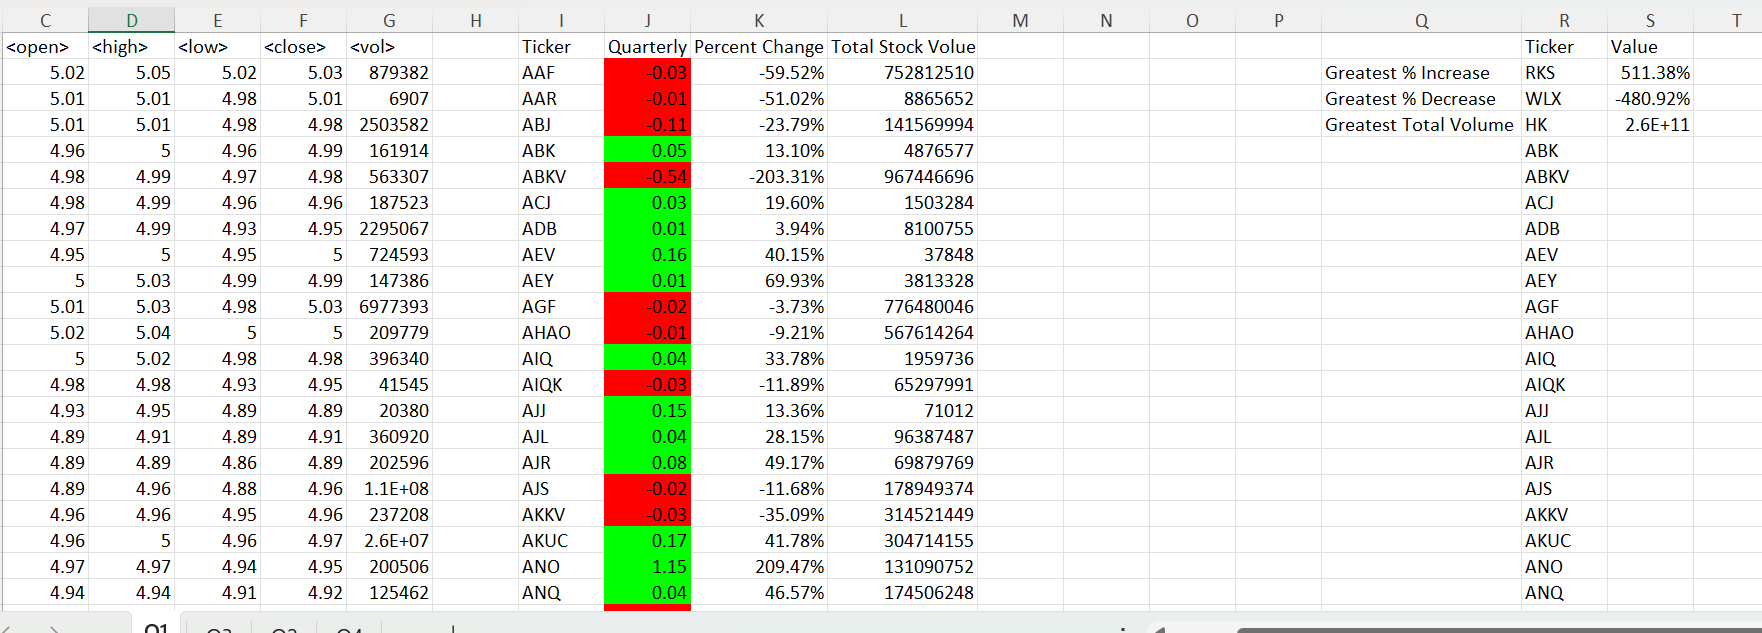 C D E F G H I J K L M N O P Q R S T
<open> <high> <low> <close> <vol> Ticker Quarterly Percent Change Total Stock Volue Ticker Value
5.02 5.05 5.02 5.03 879382 AAF -0.03 -59.52% 752812510 Greatest % Increase RKS 511.38%
5.01 5.01 4.98 5.01 6907 AAR -0.01 -51.02% 8865652 Greatest % Decrease WLX -480.92%
5.01 5.01 4.98 4.98 2503582 ABJ -0.11 -23.79% 141569994 Greatest Total Volume HK 2.6E+11
4.96 5 4.96 4.99 161914 ABK 0.05 13.10% 4876577 ABK
4.98 4.99 4.97 4.98 563307 ABKV -0.54 -203.31% 967446696 ABKV
4.98 4.99 4.96 4.96 187523 ACJ 0.03 19.60% 1503284 ACJ
4.97 4.99 4.93 4.95 2295067 ADB 0.01 3.94% 8100755 ADB
4.95 5 4.95 5 724593 AEV 0.16 40.15% 37848 AEV
5 5.03 4.99 4.99 147386 AEY 0.01 69.93% 3813328 AEY
5.01 5.03 4.98 5.03 6977393 AGF -0.02 -3.73% 776480046 AGF
5.02 5.04 5 5 209779 AHAO -0.01 -9.21% 567614264 AHAO
5 5.02 4.98 4.98 396340 AIQ 0.04 33.78% 1959736 AIQ
4.98 4.98 4.93 4.95 41545 AIQK -0.03 -11.89% 65297991 AIQK
4.93 4.95 4.89 4.89 20380 AJJ 0.15 13.36% 71012 AJJ
4.89 4.91 4.89 4.91 360920 AJL 0.04 28.15% 96387487 AJL
4.89 4.89 4.86 4.89 202596 AJR 0.08 49.17% 69879769 AJR
4.89 4.96 4.88 4.96 1.1E+08 AJS -0.02 -11.68% 178949374 AJS
4.96 4.96 4.95 4.96 237208 AKKV -0.03 -35.09% 314521449 AKKV
4.96 5 4.96 4.97 2.6E+07 AKUC 0.17 41.78% 304714155 AKUC
4.97 4.97 4.94 4.95 200506 ANO 1.15 209.47% 131090752 ANO
4.94 4.94 4.91 4.92 125462 ANQ 0.04 46.57% 174506248 ANQ
Q1 Q2 Q3 Q4